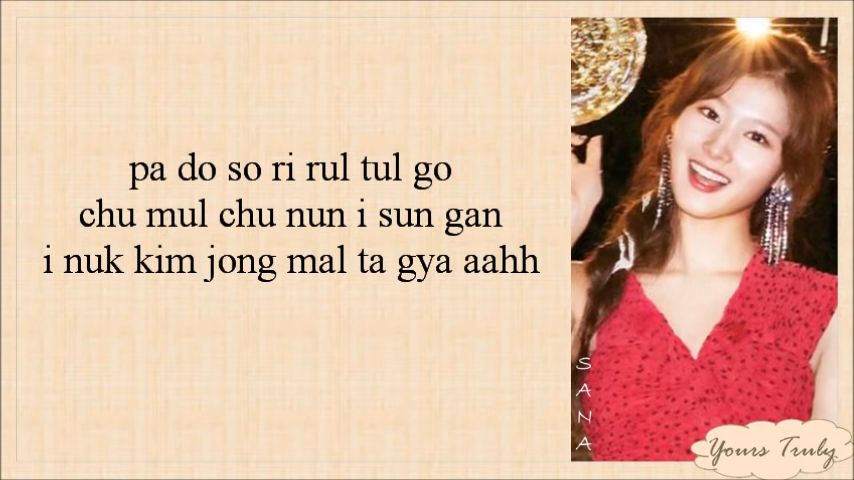 pa do so ri rul tul go
chu mul chu nun i sun gan
i nuk kim jong mal ta gya aahh
SANA
Yours Truly